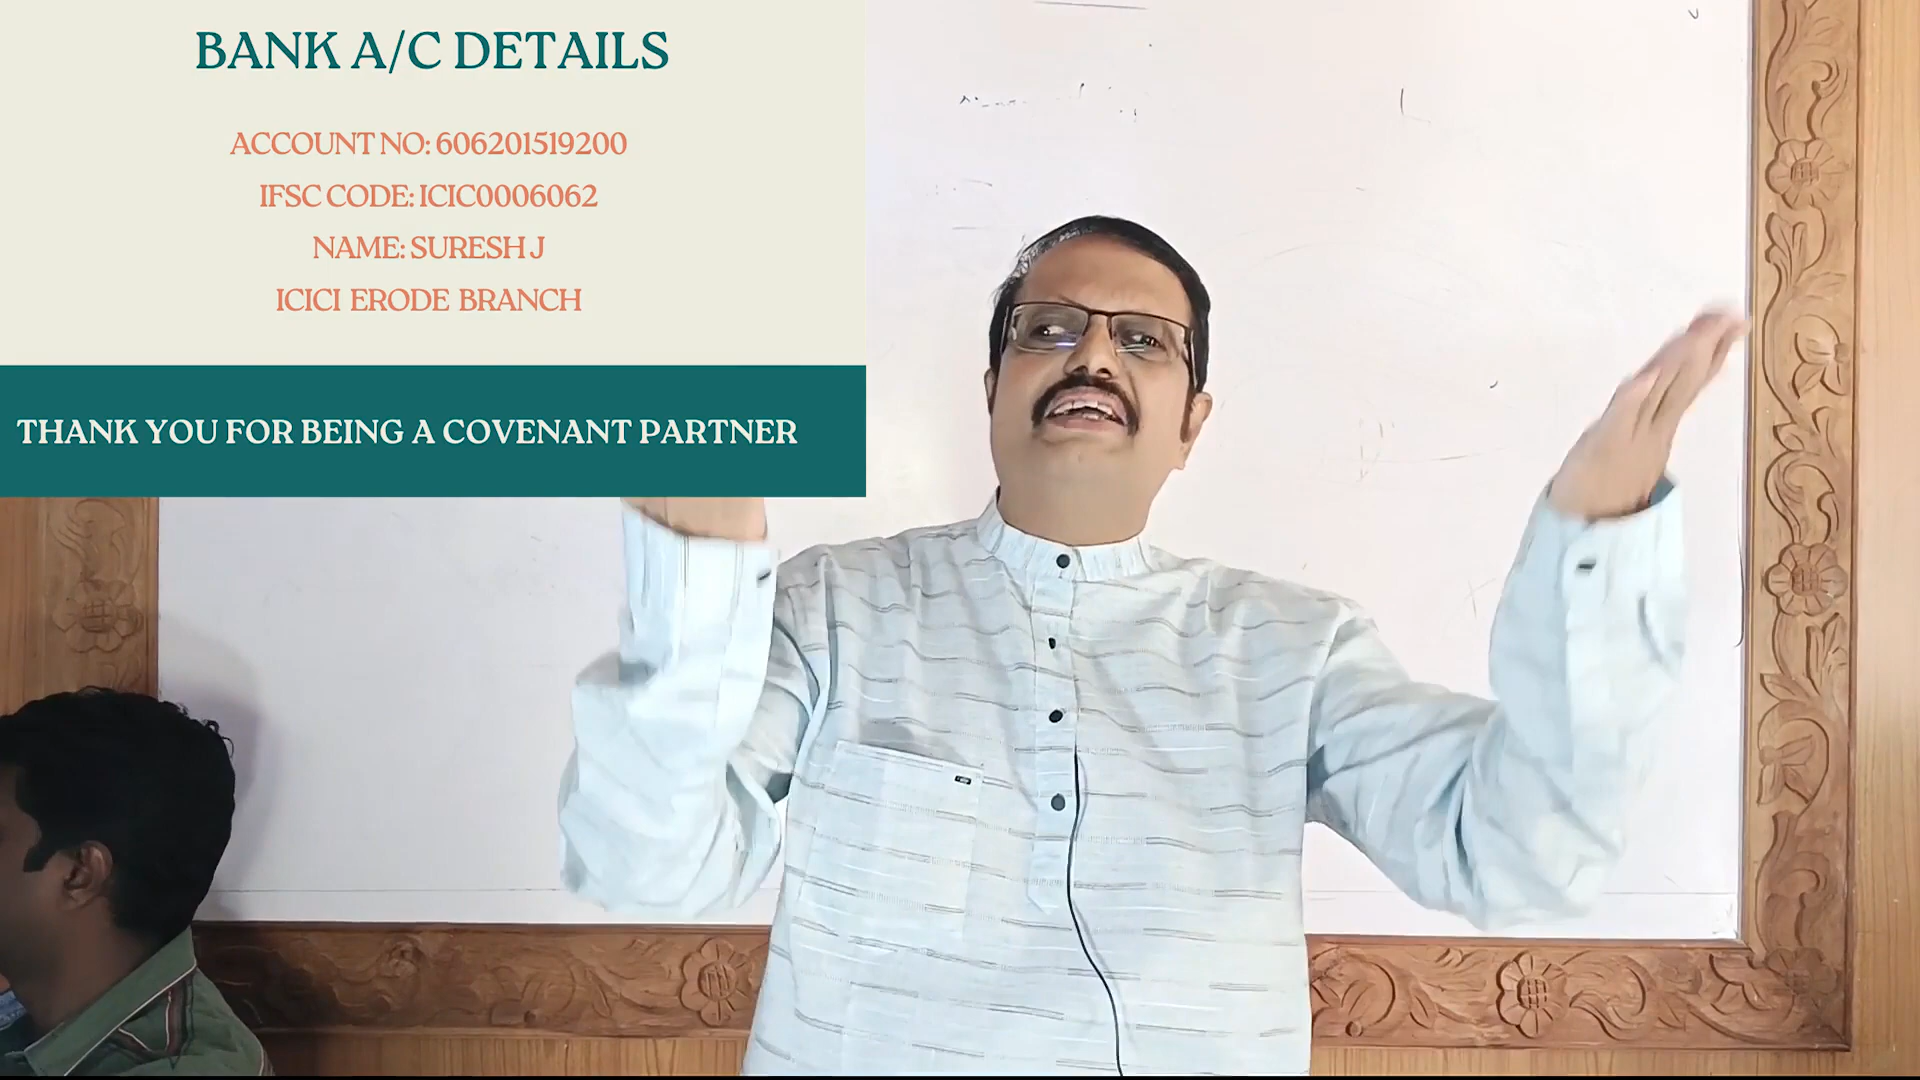 BANK A/C DETAILS
ACCOUNT NO: 606201519200
IFSC CODE: ICIC0006062
NAME: SURESH J
ICICI ERODE BRANCH
THANK YOU FOR BEING A COVENANT PARTNER